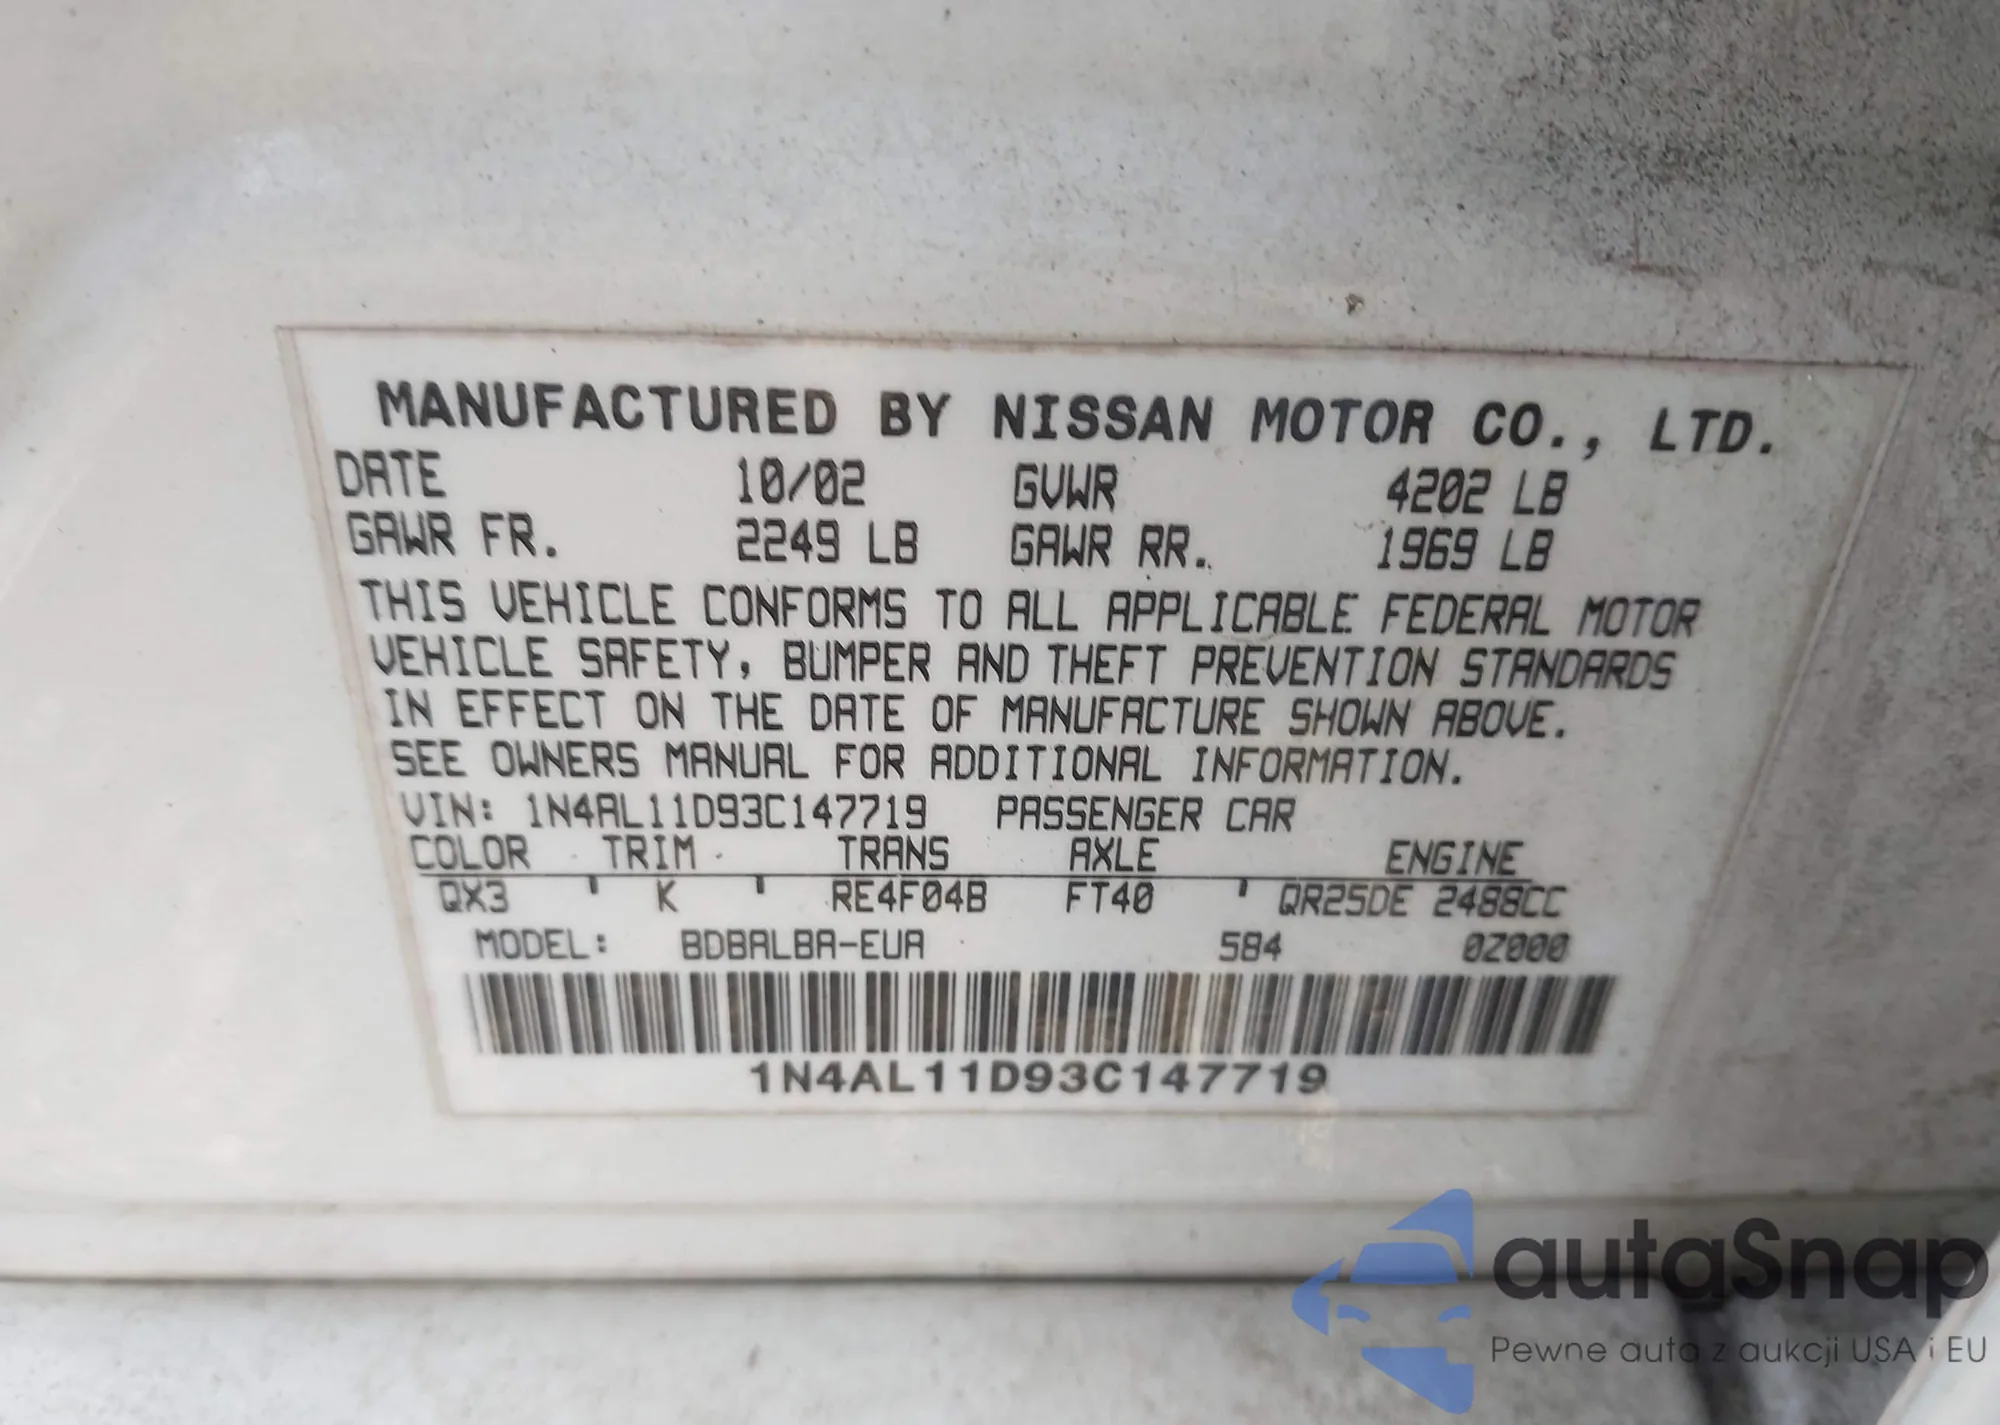 MANUFACTURED BY NISSAN MOTOR CO., LTD.
DATE 10/02 GVWR 4202 LB
GAWR FR. 2249 LB GAWR RR. 1969 LB
THIS VEHICLE CONFORMS TO ALL APPLICABLE FEDERAL MOTOR
VEHICLE SAFETY, BUMPER AND THEFT PREVENTION STANDARDS
IN EFFECT ON THE DATE OF MANUFACTURE SHOWN ABOVE.
SEE OWNERS MANUAL FOR ADDITIONAL INFORMATION.
VIN: 1N4AL11D93C147719 PASSENGER CAR
COLOR TRIM TRANS AXLE ENGINE
QX3 K RE4F04B FT40 QR25DE 2488CC
MODEL: BDBALBA-EUA 584 0Z000
1N4AL11D93C147719
autaSnap
Pewne auta z aukcji USA i EU